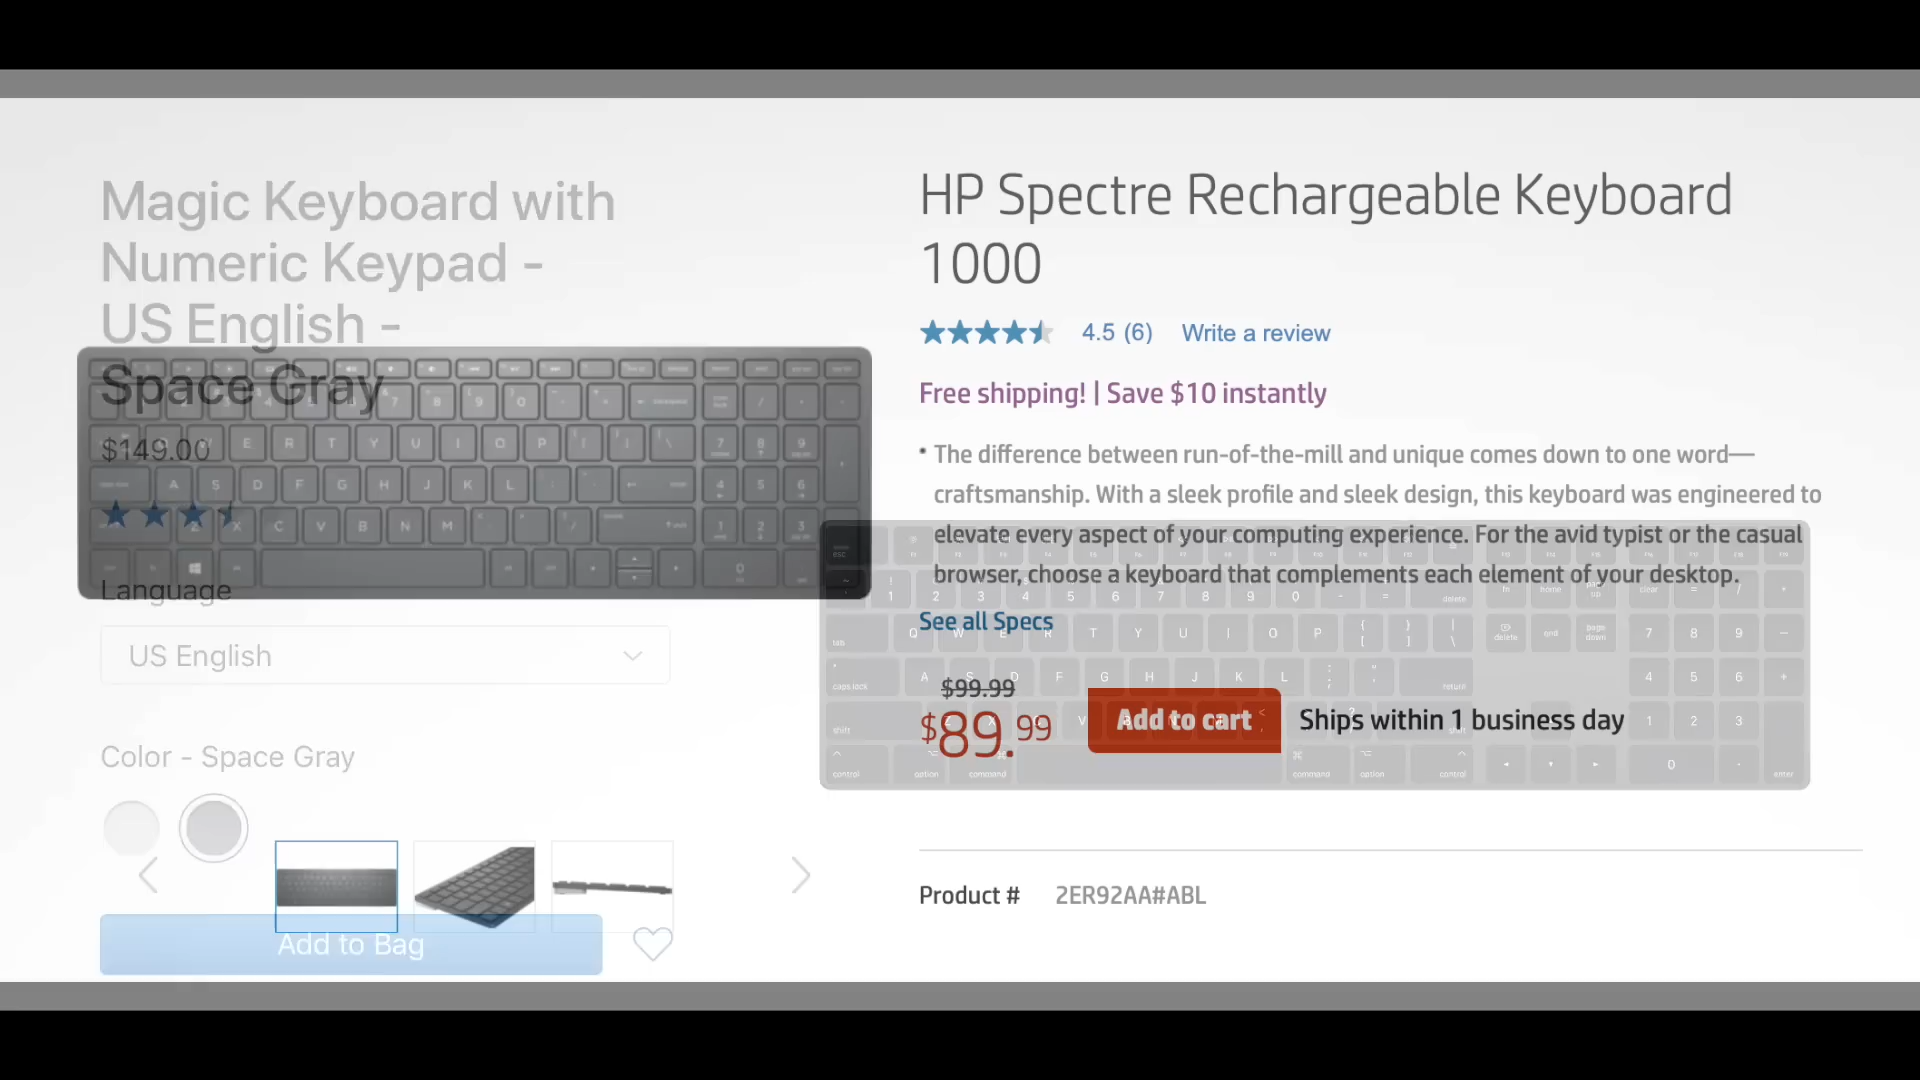 Magic Keyboard with
Numeric Keypad -
US English -
Space Gray
$149.00
Language
US English
Color - Space Gray
Add to Bag
HP Spectre Rechargeable Keyboard
1000
4.5 (6) Write a review
Free shipping! | Save $10 instantly
• The difference between run-of-the-mill and unique comes down to one word—
craftsmanship. With a sleek profile and sleek design, this keyboard was engineered to
elevate every aspect of your computing experience. For the avid typist or the casual
browser, choose a keyboard that complements each element of your desktop.
See all Specs
$99.99
$89.99 Add to cart Ships within 1 business day
Product # 2ER92AA#ABL